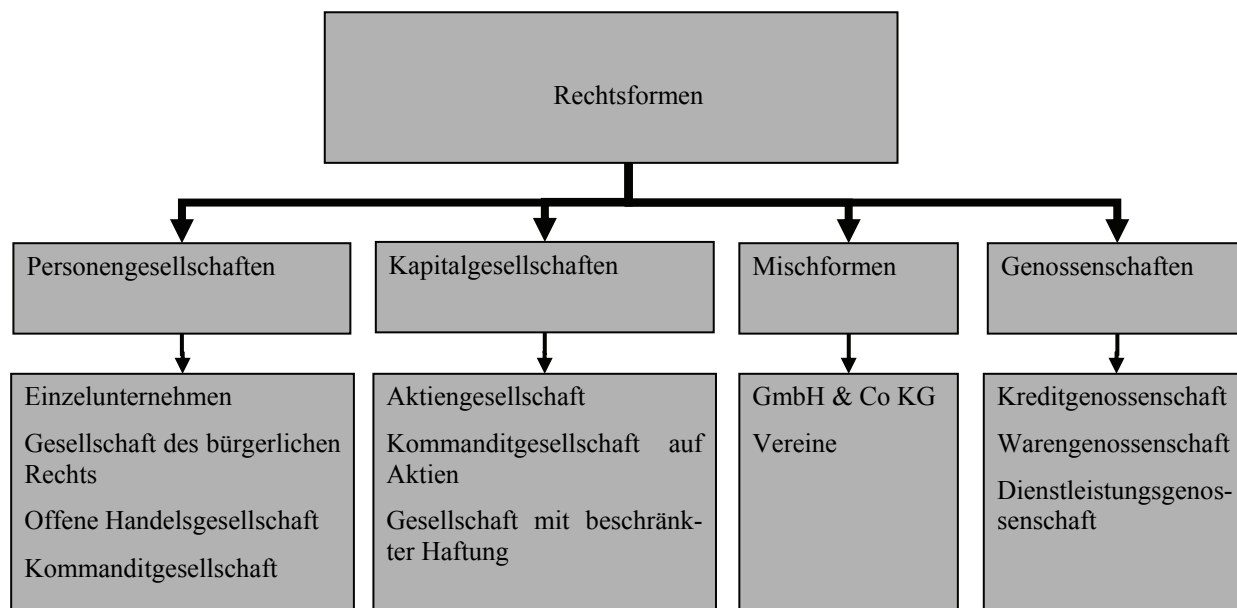 Rechtsformen
Personengesellschaften
Kapitalgesellschaften
Mischformen
Genossenschaften
Einzelunternehmen
Gesellschaft des bürgerlichen
Rechts
Offene Handelsgesellschaft
Kommanditgesellschaft
Aktiengesellschaft
Kommanditgesellschaft auf
Aktien
Gesellschaft mit beschränk-
ter Haftung
GmbH & Co KG
Vereine
Kreditgenossenschaft
Warengenossenschaft
Dienstleistungsgenos-
senschaft